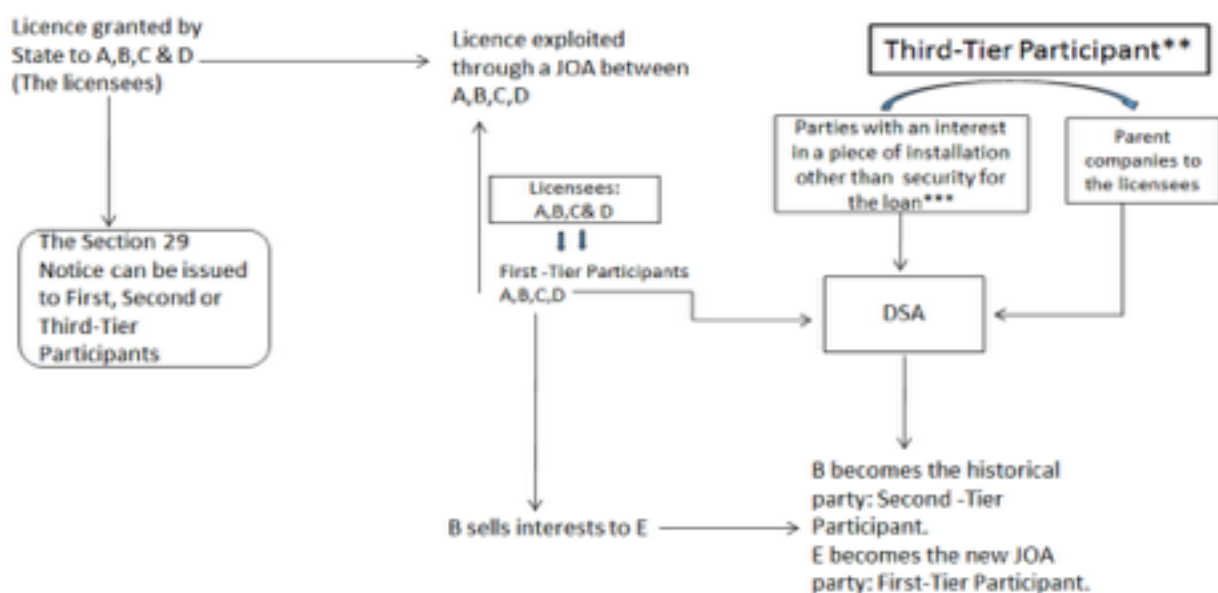 Licence granted by
State to A,B,C & D
(The licensees)
Licence exploited
through a JOA between
A,B,C,D
Third-Tier Participant**
Parties with an interest
in a piece of installation
other than security for
the loan***
Parent
companies to
the licensees
Licensees:
A,B,C& D
The Section 29
Notice can be issued
to First, Second or
Third-Tier
Participants
First -Tier Participants
A,B,C,D
DSA
B sells interests to E
B becomes the historical
party: Second -Tier
Participant.
E becomes the new JOA
party: First-Tier Participant.